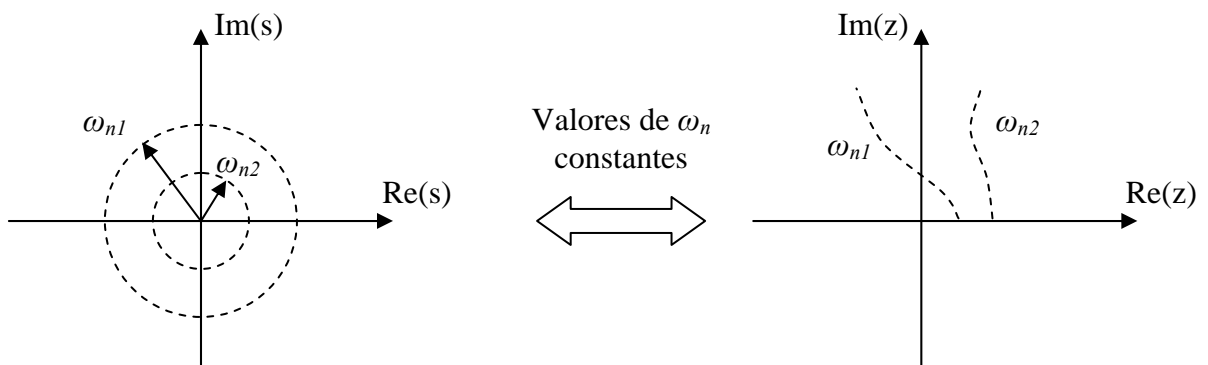 Im(s)
ωn1
ωn2
Re(s)
Valores de ωn
constantes
Im(z)
ωn1
ωn2
Re(z)